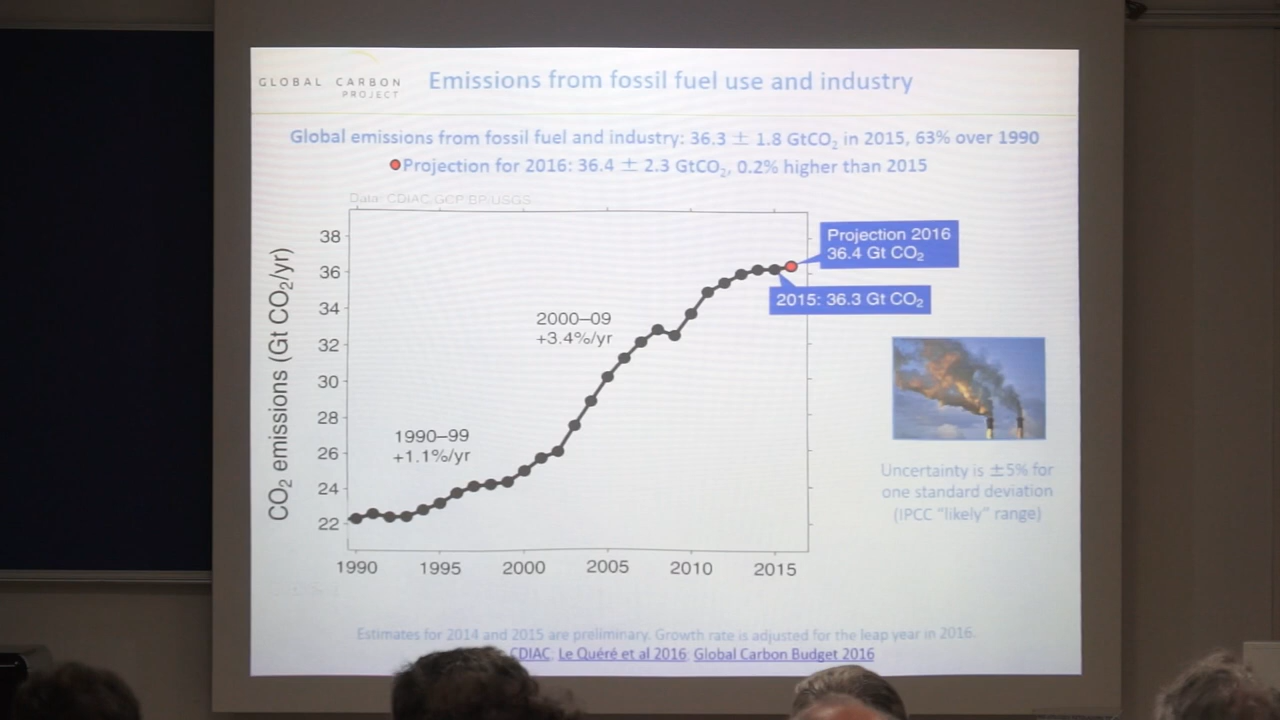 GLOBAL CARBON
PROJECT
Emissions from fossil fuel use and industry
Global emissions from fossil fuel and industry: 36.3 ± 1.8 GtCO₂ in 2015, 63% over 1990
Projection for 2016: 36.4 ± 2.3 GtCO₂, 0.2% higher than 2015
Data: CDIAC/GCP/BP/USGS
CO₂ emissions (Gt CO₂/yr)
38
36
34
32
30
28
26
24
22
1990
1995
2000
2005
2010
2015
1990–99
+1.1%/yr
2000–09
+3.4%/yr
Projection 2016
36.4 Gt CO₂
2015: 36.3 Gt CO₂
Uncertainty is ±5% for
one standard deviation
(IPCC “likely” range)
Estimates for 2014 and 2015 are preliminary. Growth rate is adjusted for the leap year in 2016.
CDIAC; Le Quéré et al 2016; Global Carbon Budget 2016